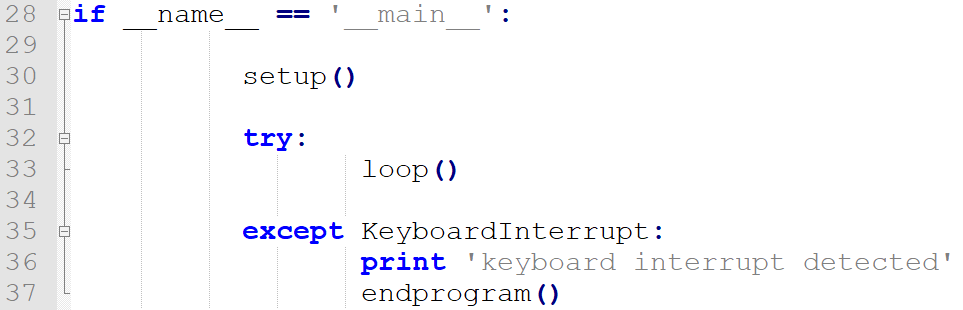 28 if __name__ == '__main__':
29
30 setup()
31
32 try:
33 loop()
34
35 except KeyboardInterrupt:
36 print 'keyboard interrupt detected'
37 endprogram()